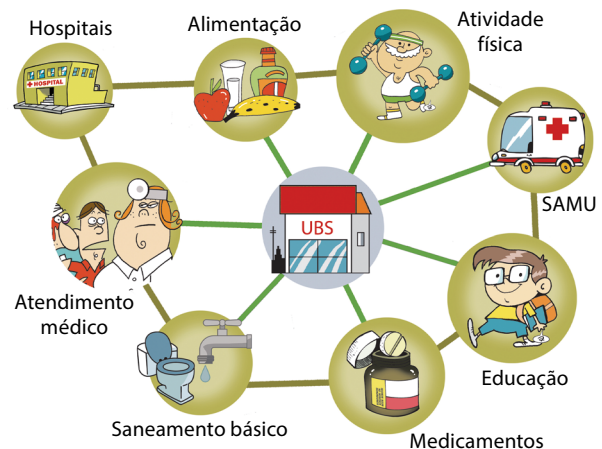 Hospitais
Alimentação
Atividade
física
HOSPITAL
SAMU
UBS
Atendimento
médico
Educação
Saneamento básico
Medicamentos